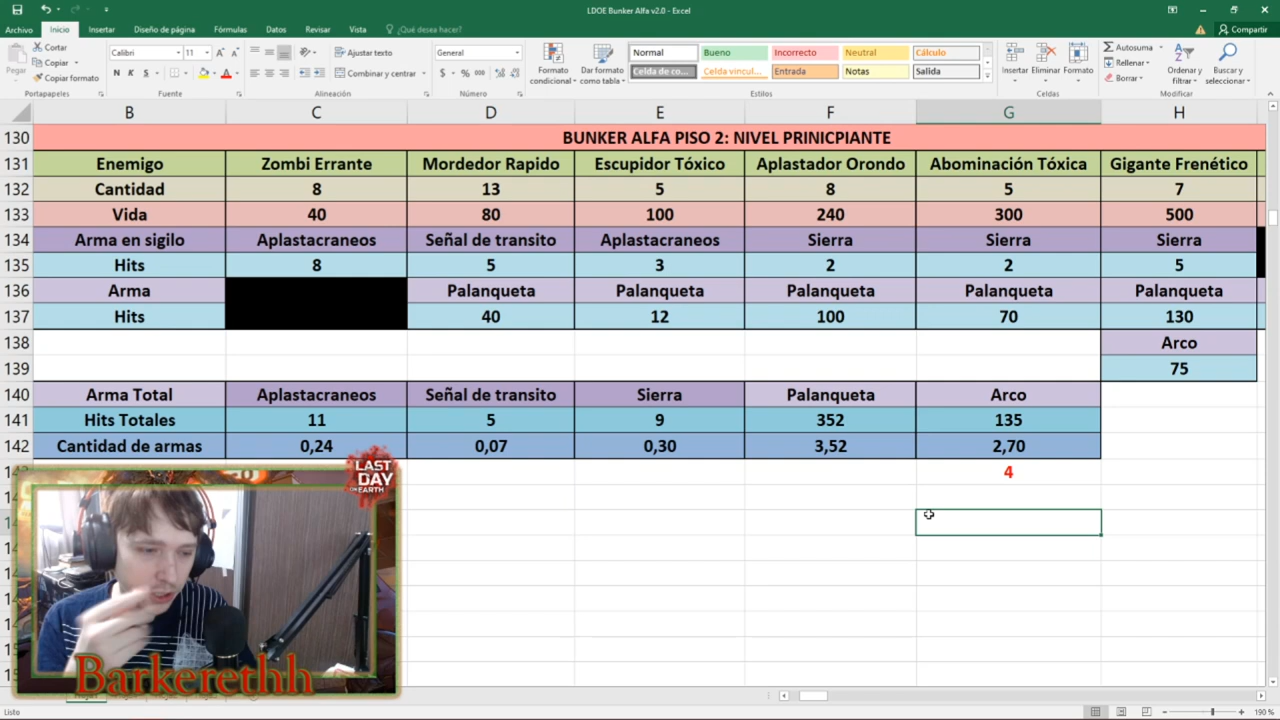 LDOE Bunker Alfa v2.0 - Excel
Archivo Inicio Insertar Diseño de página Fórmulas Datos Revisar Vista ¿Qué desea hacer? Compartir
Cortar
Copiar
Copiar formato
Pegar
Portapapeles
Calibri 11
N K S
Fuente
Ajustar texto
Combinar y centrar
Alineación
General
$ % 000
Número
Formato condicional
Dar formato como tabla
Normal Bueno Incorrecto Neutral Cálculo
Celda de co... Celda vincul... Entrada Notas Salida
Estilos
Insertar Eliminar Formato
Celdas
Autosuma
Rellenar
Borrar
Ordenar y filtrar
Buscar y seleccionar
Modificar
B C D E F G H
130 BUNKER ALFA PISO 2: NIVEL PRINICPIANTE
131 Enemigo Zombi Errante Mordedor Rapido Escupidor Tóxico Aplastador Orondo Abominación Tóxica Gigante Frenético
132 Cantidad 8 13 5 8 5 7
133 Vida 40 80 100 240 300 500
134 Arma en sigilo Aplastacraneos Señal de transito Aplastacraneos Sierra Sierra Sierra
135 Hits 8 5 3 2 2 5
136 Arma Palanqueta Palanqueta Palanqueta Palanqueta Palanqueta
137 Hits 40 12 100 70 130
138 Arco
139 75
140 Arma Total Aplastacraneos Señal de transito Sierra Palanqueta Arco
141 Hits Totales 11 5 9 352 135
142 Cantidad de armas 0,24 0,07 0,30 3,52 2,70
4
LAST
DAY
ON EARTH
Barkerethh
Listo 190 %